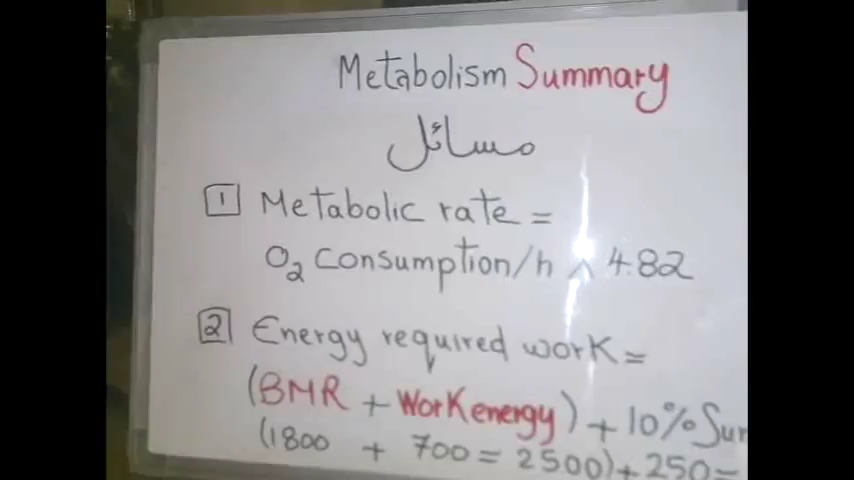 Metabolism Summary
مسائل
1 Metabolic rate =
O2 consumption/h × 4.82
2 Energy required work =
(BMR + Work energy) + 10% Sur
(1800 + 700 = 2500) + 250 =